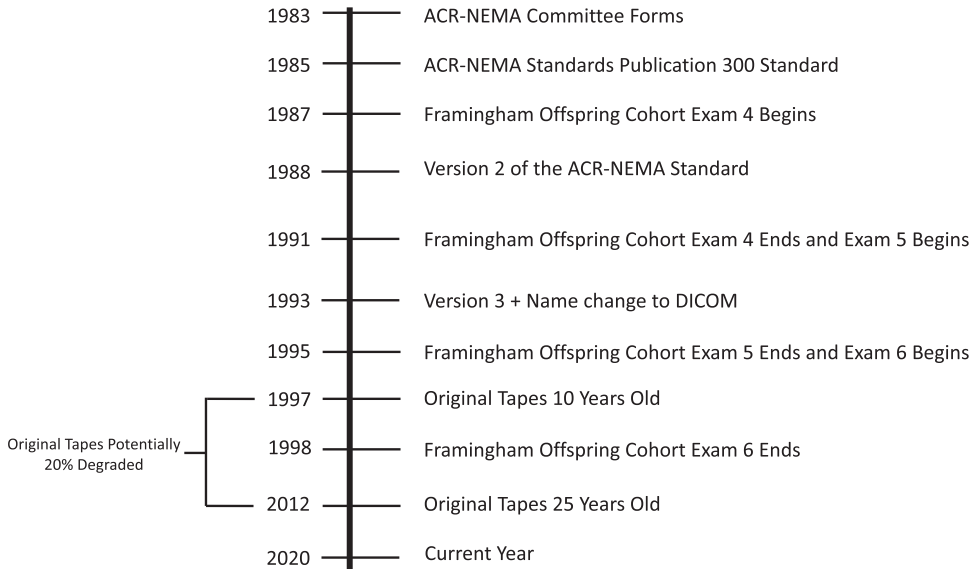 1983 ACR-NEMA Committee Forms
1985 ACR-NEMA Standards Publication 300 Standard
1987 Framingham Offspring Cohort Exam 4 Begins
1988 Version 2 of the ACR-NEMA Standard
1991 Framingham Offspring Cohort Exam 4 Ends and Exam 5 Begins
1993 Version 3 + Name change to DICOM
1995 Framingham Offspring Cohort Exam 5 Ends and Exam 6 Begins
1997 Original Tapes 10 Years Old
Original Tapes Potentially
20% Degraded
1998 Framingham Offspring Cohort Exam 6 Ends
2012 Original Tapes 25 Years Old
2020 Current Year